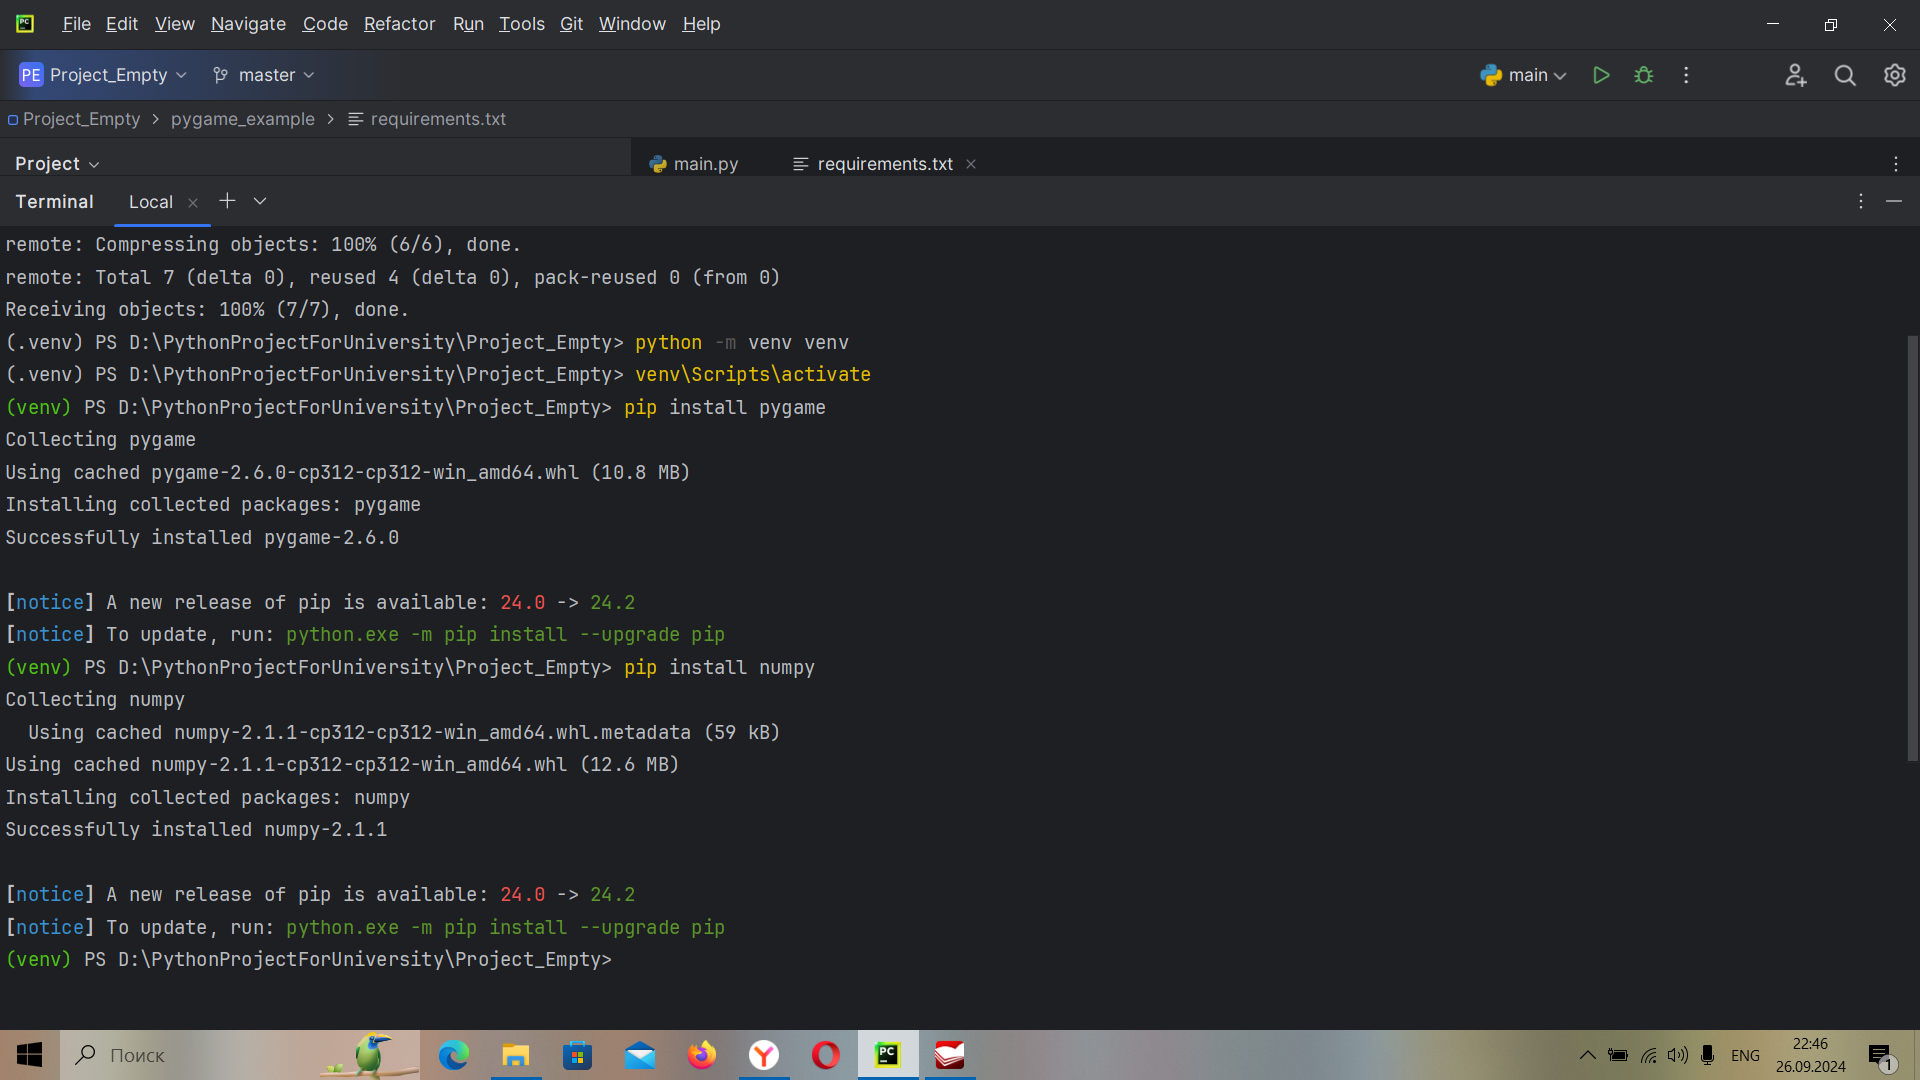 File Edit View Navigate Code Refactor Run Tools Git Window Help
PE Project_Empty master main
Project_Empty > pygame_example > requirements.txt
Project main.py requirements.txt
Terminal Local
remote: Compressing objects: 100% (6/6), done.
remote: Total 7 (delta 0), reused 4 (delta 0), pack-reused 0 (from 0)
Receiving objects: 100% (7/7), done.
(.venv) PS D:\PythonProjectForUniversity\Project_Empty> python -m venv venv
(.venv) PS D:\PythonProjectForUniversity\Project_Empty> venv\Scripts\activate
(venv) PS D:\PythonProjectForUniversity\Project_Empty> pip install pygame
Collecting pygame
Using cached pygame-2.6.0-cp312-cp312-win_amd64.whl (10.8 MB)
Installing collected packages: pygame
Successfully installed pygame-2.6.0
[notice] A new release of pip is available: 24.0 -> 24.2
[notice] To update, run: python.exe -m pip install --upgrade pip
(venv) PS D:\PythonProjectForUniversity\Project_Empty> pip install numpy
Collecting numpy
  Using cached numpy-2.1.1-cp312-cp312-win_amd64.whl.metadata (59 kB)
Using cached numpy-2.1.1-cp312-cp312-win_amd64.whl (12.6 MB)
Installing collected packages: numpy
Successfully installed numpy-2.1.1
[notice] A new release of pip is available: 24.0 -> 24.2
[notice] To update, run: python.exe -m pip install --upgrade pip
(venv) PS D:\PythonProjectForUniversity\Project_Empty>
Поиск PC ENG 22:46
26.09.2024 1